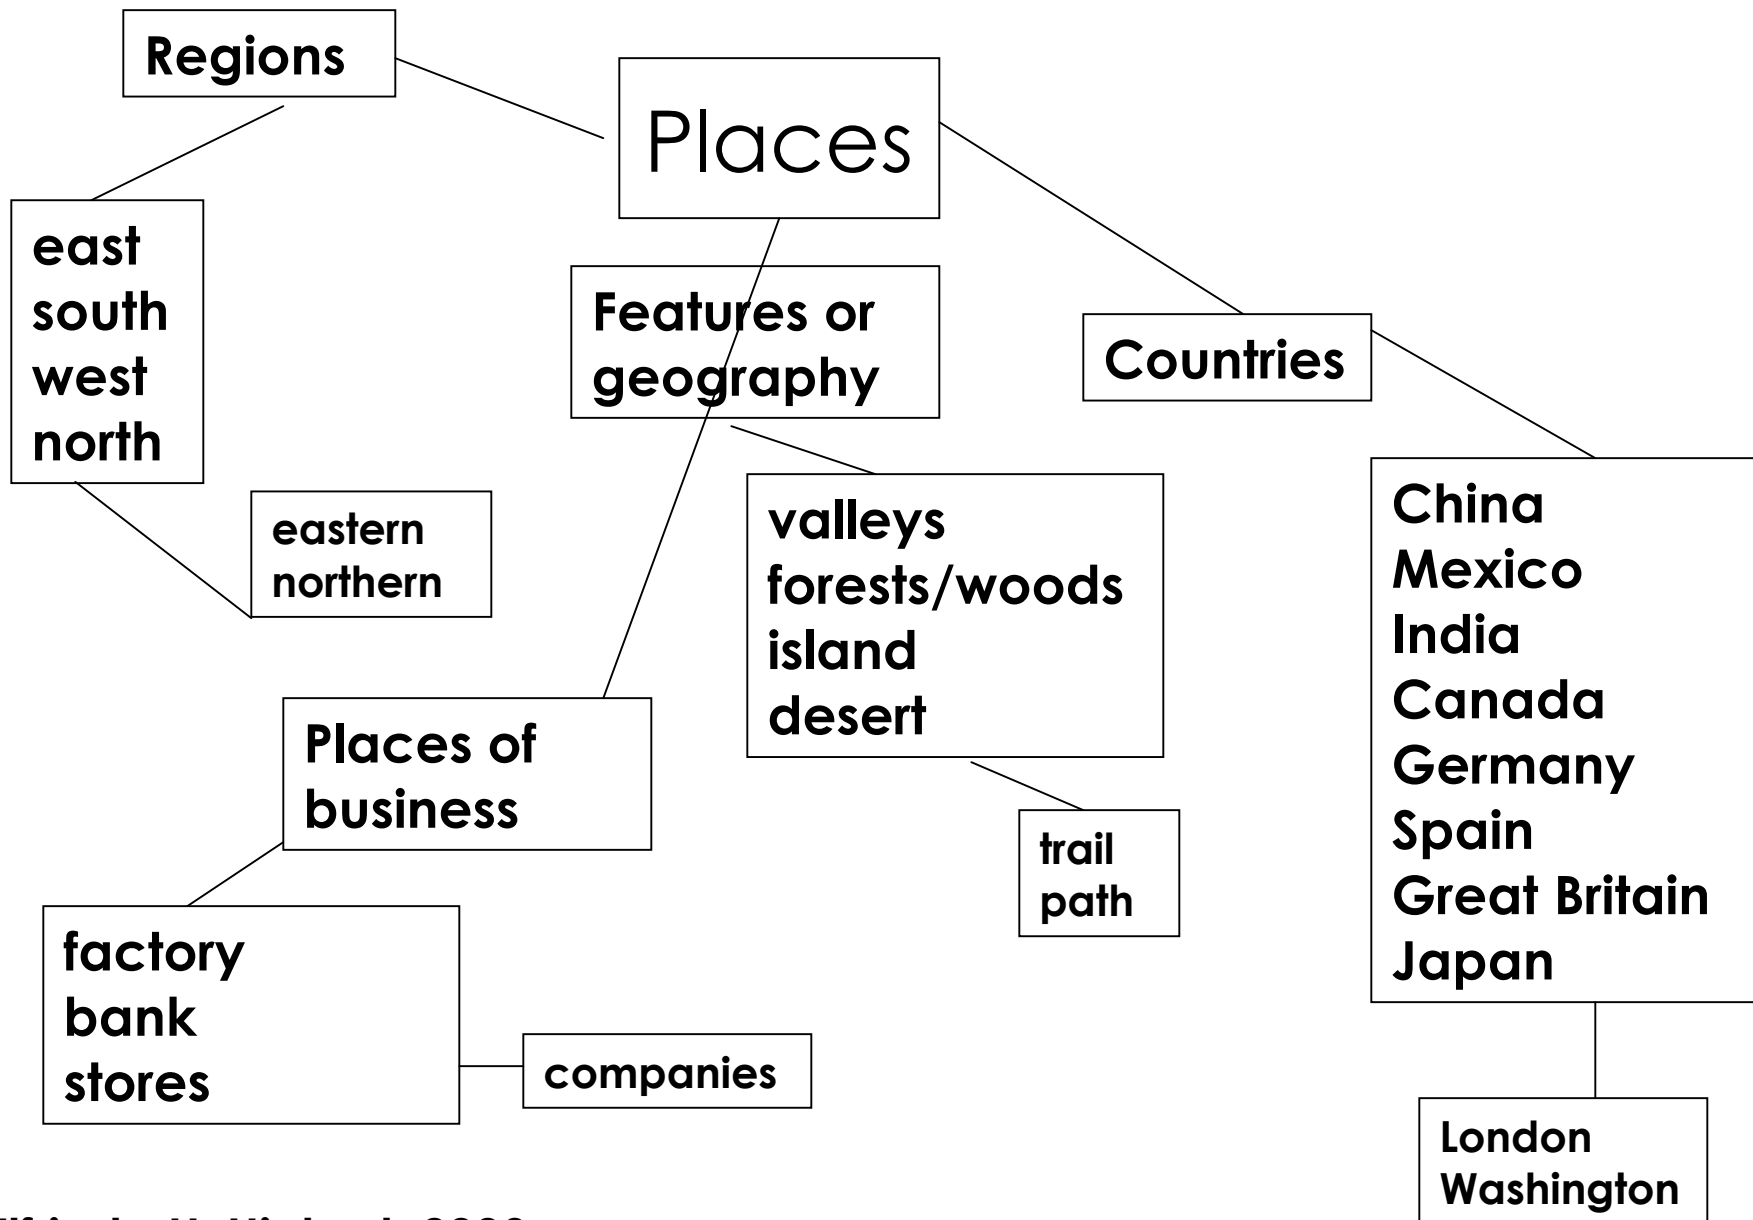 Regions
Places
east
south
west
north
Features or
geography
Countries
eastern
northern
valleys
forests/woods
island
desert
China
Mexico
India
Canada
Germany
Spain
Great Britain
Japan
Places of
business
trail
path
factory
bank
stores
companies
London
Washington